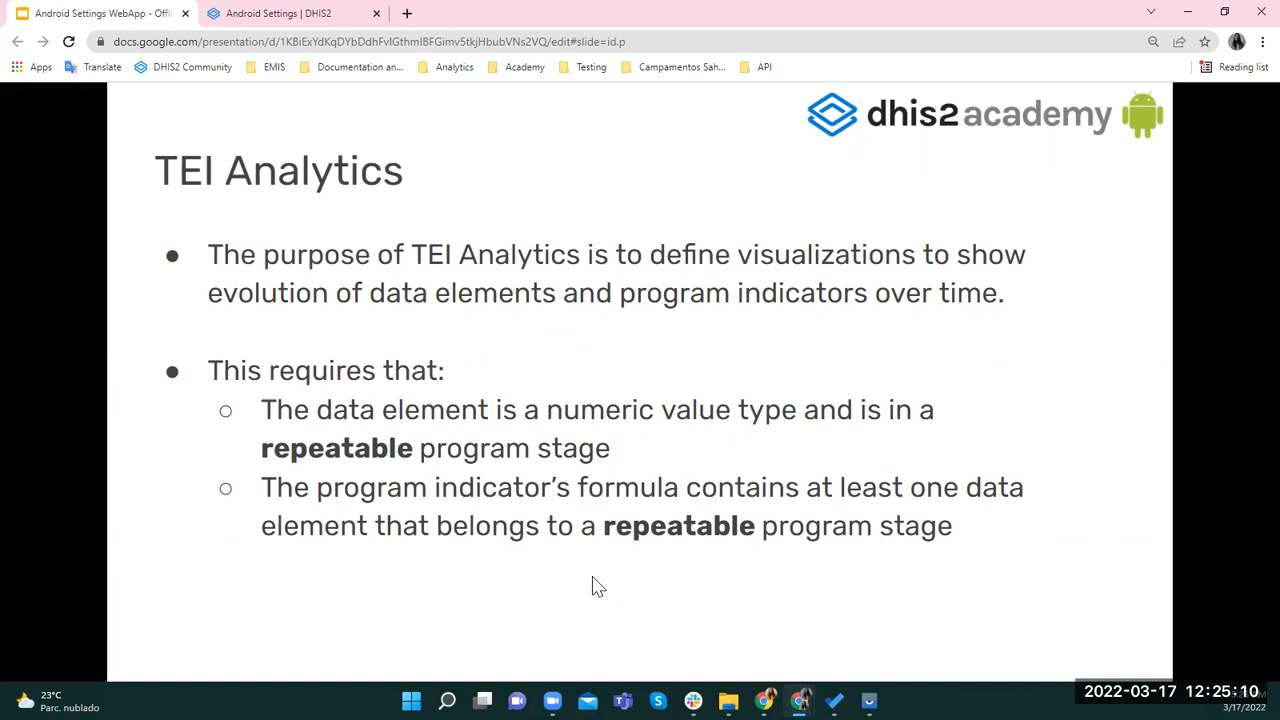 Android Settings WebApp - Offli
Android Settings | DHIS2
docs.google.com/presentation/d/1KBiExYdKqDYbDdhFvIGthmIBFGimv5tkjHbubVNs2VQ/edit#slide=id.p
Apps
Translate
DHIS2 Community
EMIS
Documentation an...
Analytics
Academy
Testing
Campamentos Sah...
API
Reading list
dhis2 academy
TEI Analytics
● The purpose of TEI Analytics is to define visualizations to show
evolution of data elements and program indicators over time.
● This requires that:
○ The data element is a numeric value type and is in a
repeatable program stage
○ The program indicator's formula contains at least one data
element that belongs to a repeatable program stage
23°C
Parc. nublado
2022-03-17 12:25:10
3/17/2022